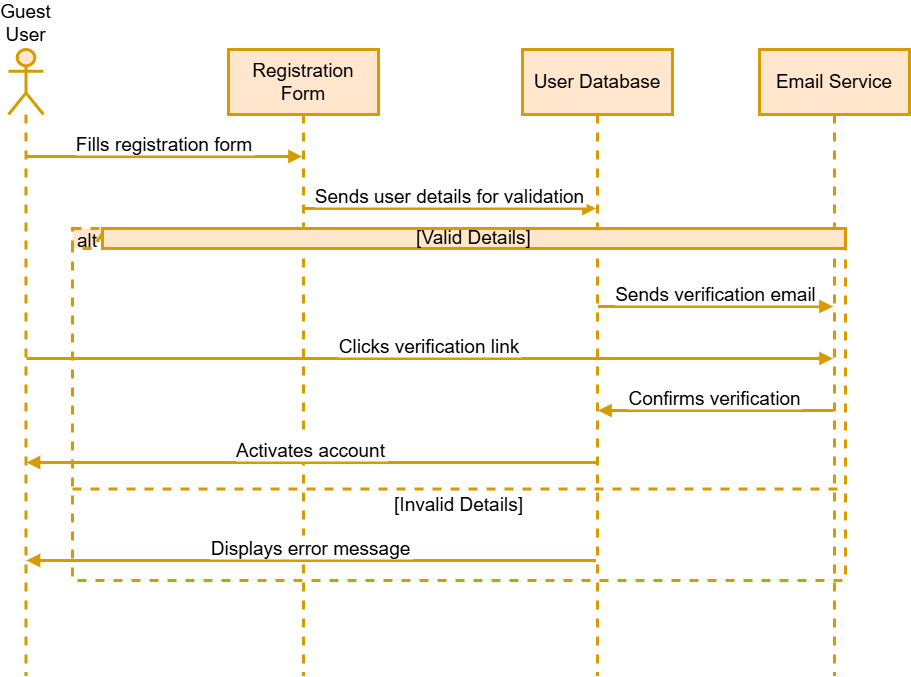 Guest
User
Registration
Form
User Database
Email Service
Fills registration form
Sends user details for validation
alt
[Valid Details]
Sends verification email
Clicks verification link
Confirms verification
Activates account
[Invalid Details]
Displays error message